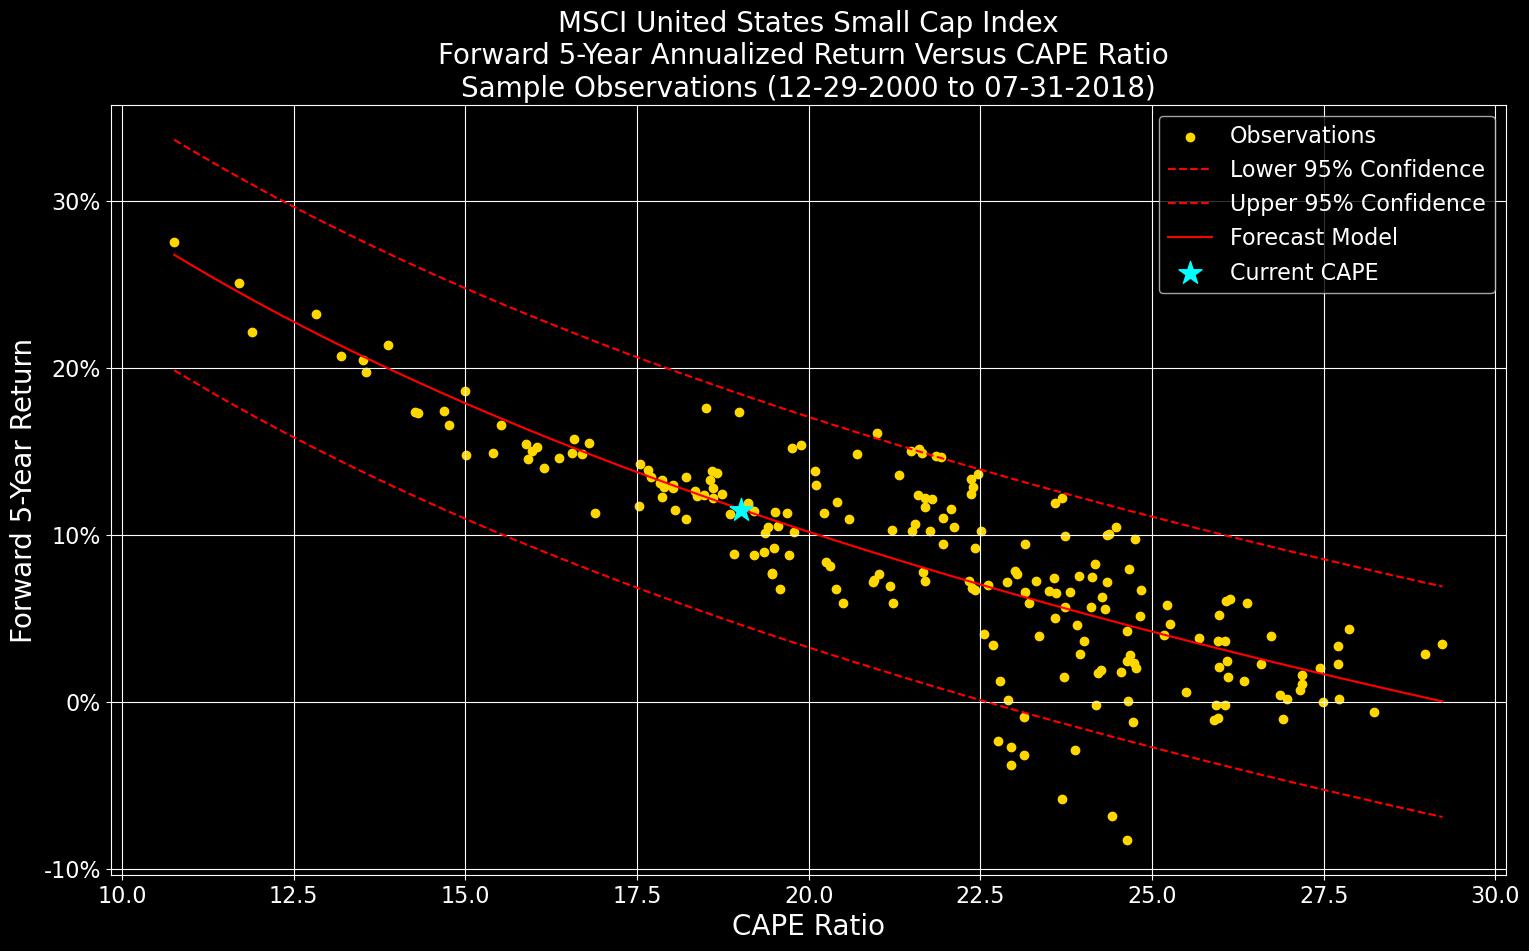 MSCI United States Small Cap Index
Forward 5-Year Annualized Return Versus CAPE Ratio
Sample Observations (12-29-2000 to 07-31-2018)
Observations
Lower 95% Confidence
Upper 95% Confidence
Forecast Model
Current CAPE
Forward 5-Year Return
30%
20%
10%
0%
-10%
10.0 12.5 15.0 17.5 20.0 22.5 25.0 27.5 30.0
CAPE Ratio